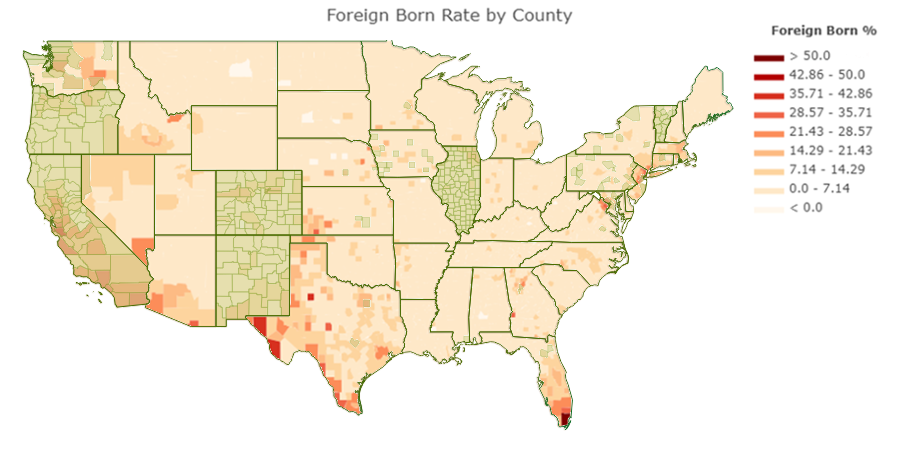 Foreign Born Rate by County
Foreign Born %
> 50.0
42.86 - 50.0
35.71 - 42.86
28.57 - 35.71
21.43 - 28.57
14.29 - 21.43
7.14 - 14.29
0.0 - 7.14
< 0.0